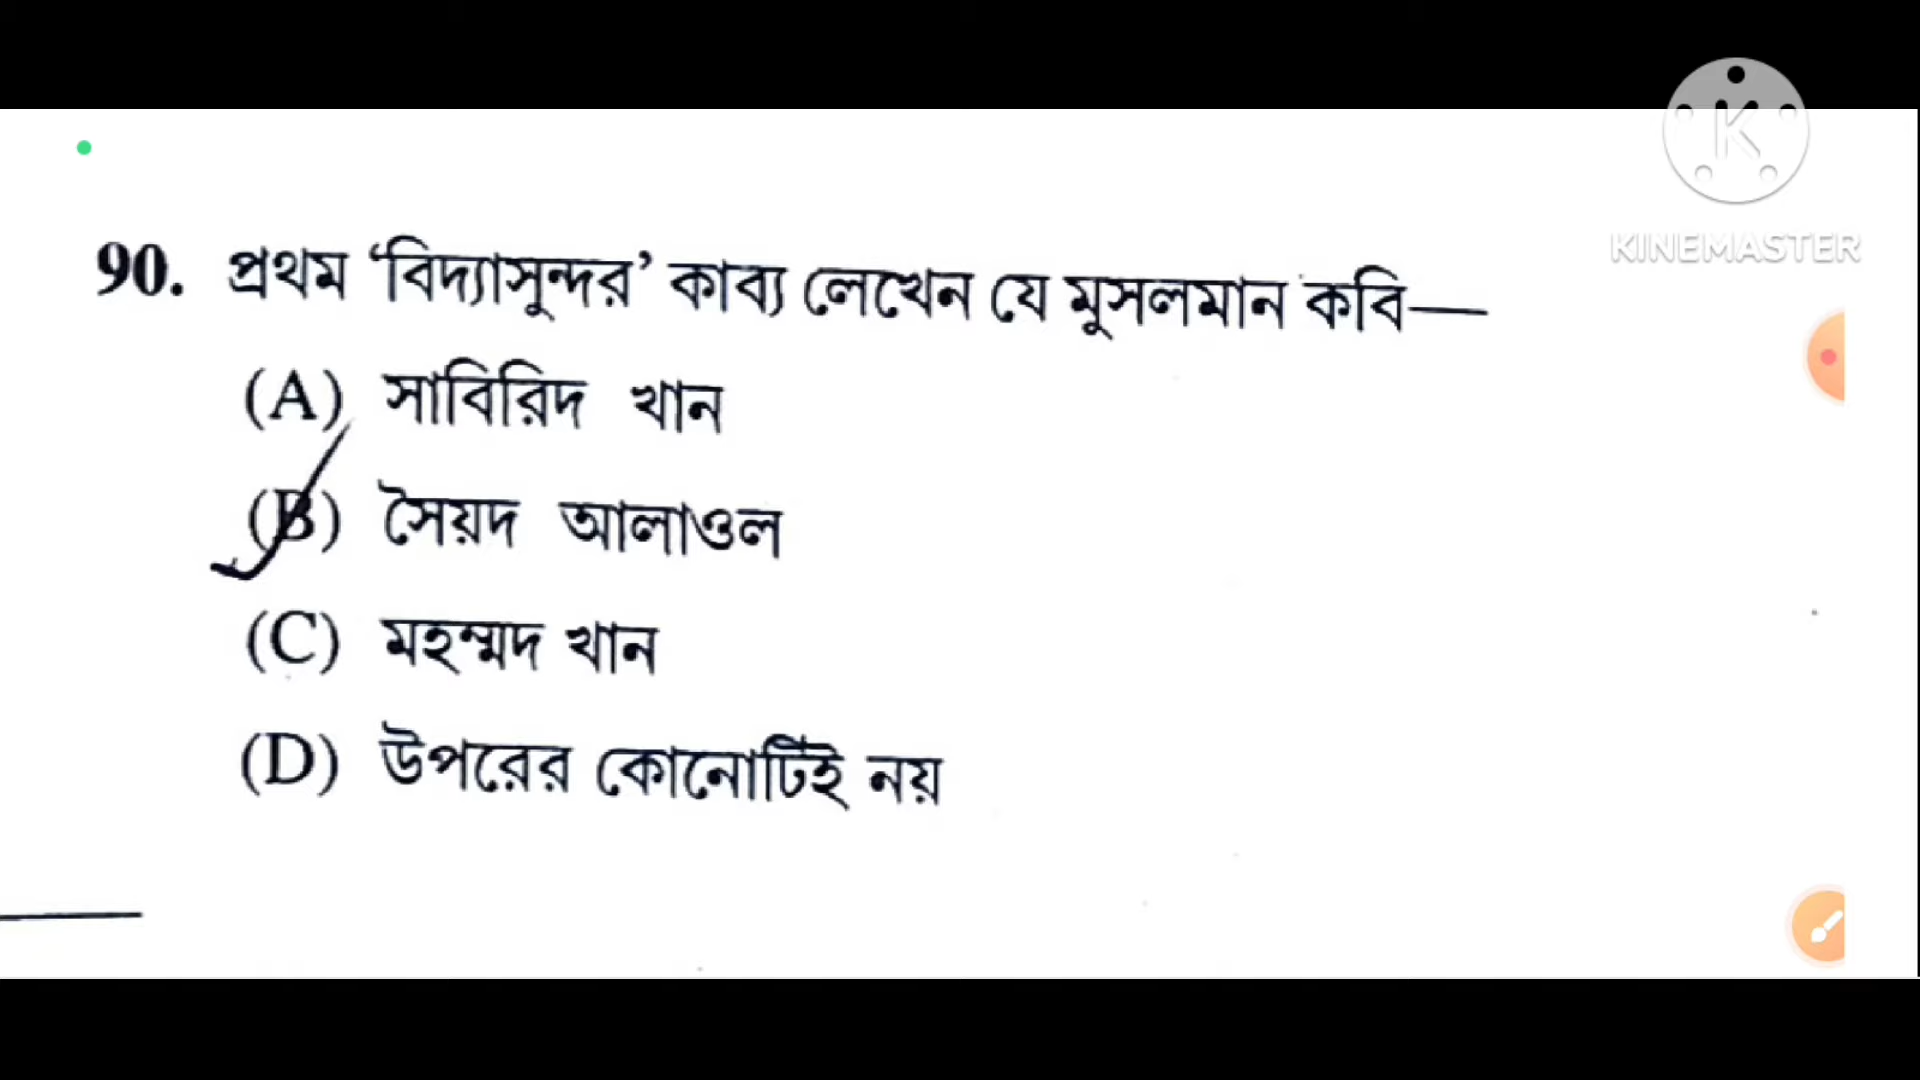 KINEMASTER
90. প্রথম ‘বিদ্যাসুন্দর’ কাব্য লেখেন যে মুসলমান কবি—
(A) সাবিরিদ খান
(B) সৈয়দ আলাওল
(C) মহম্মদ খান
(D) উপরের কোনোটিই নয়